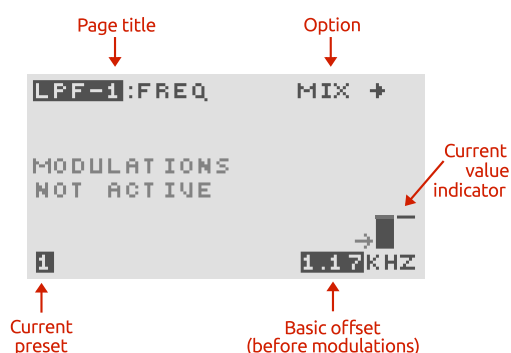 Page title
Option
LPF-1:FREQ MIX →
MODULATIONS
NOT ACTIVE
Current
value
indicator
1
1.17KHZ
Current
preset
Basic offset
(before modulations)